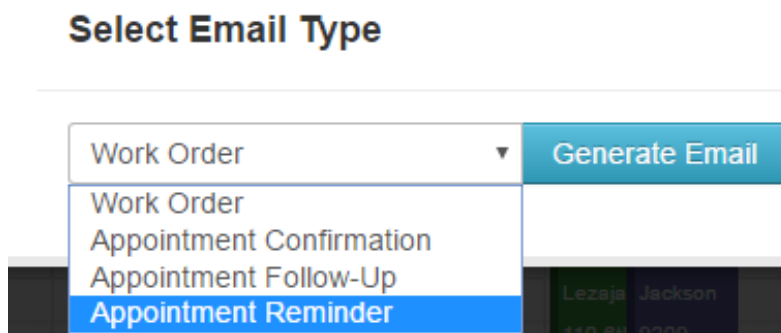 Select Email Type
Work Order
Generate Email
Work Order
Appointment Confirmation
Appointment Follow-Up
Appointment Reminder
Lezaja Jackson